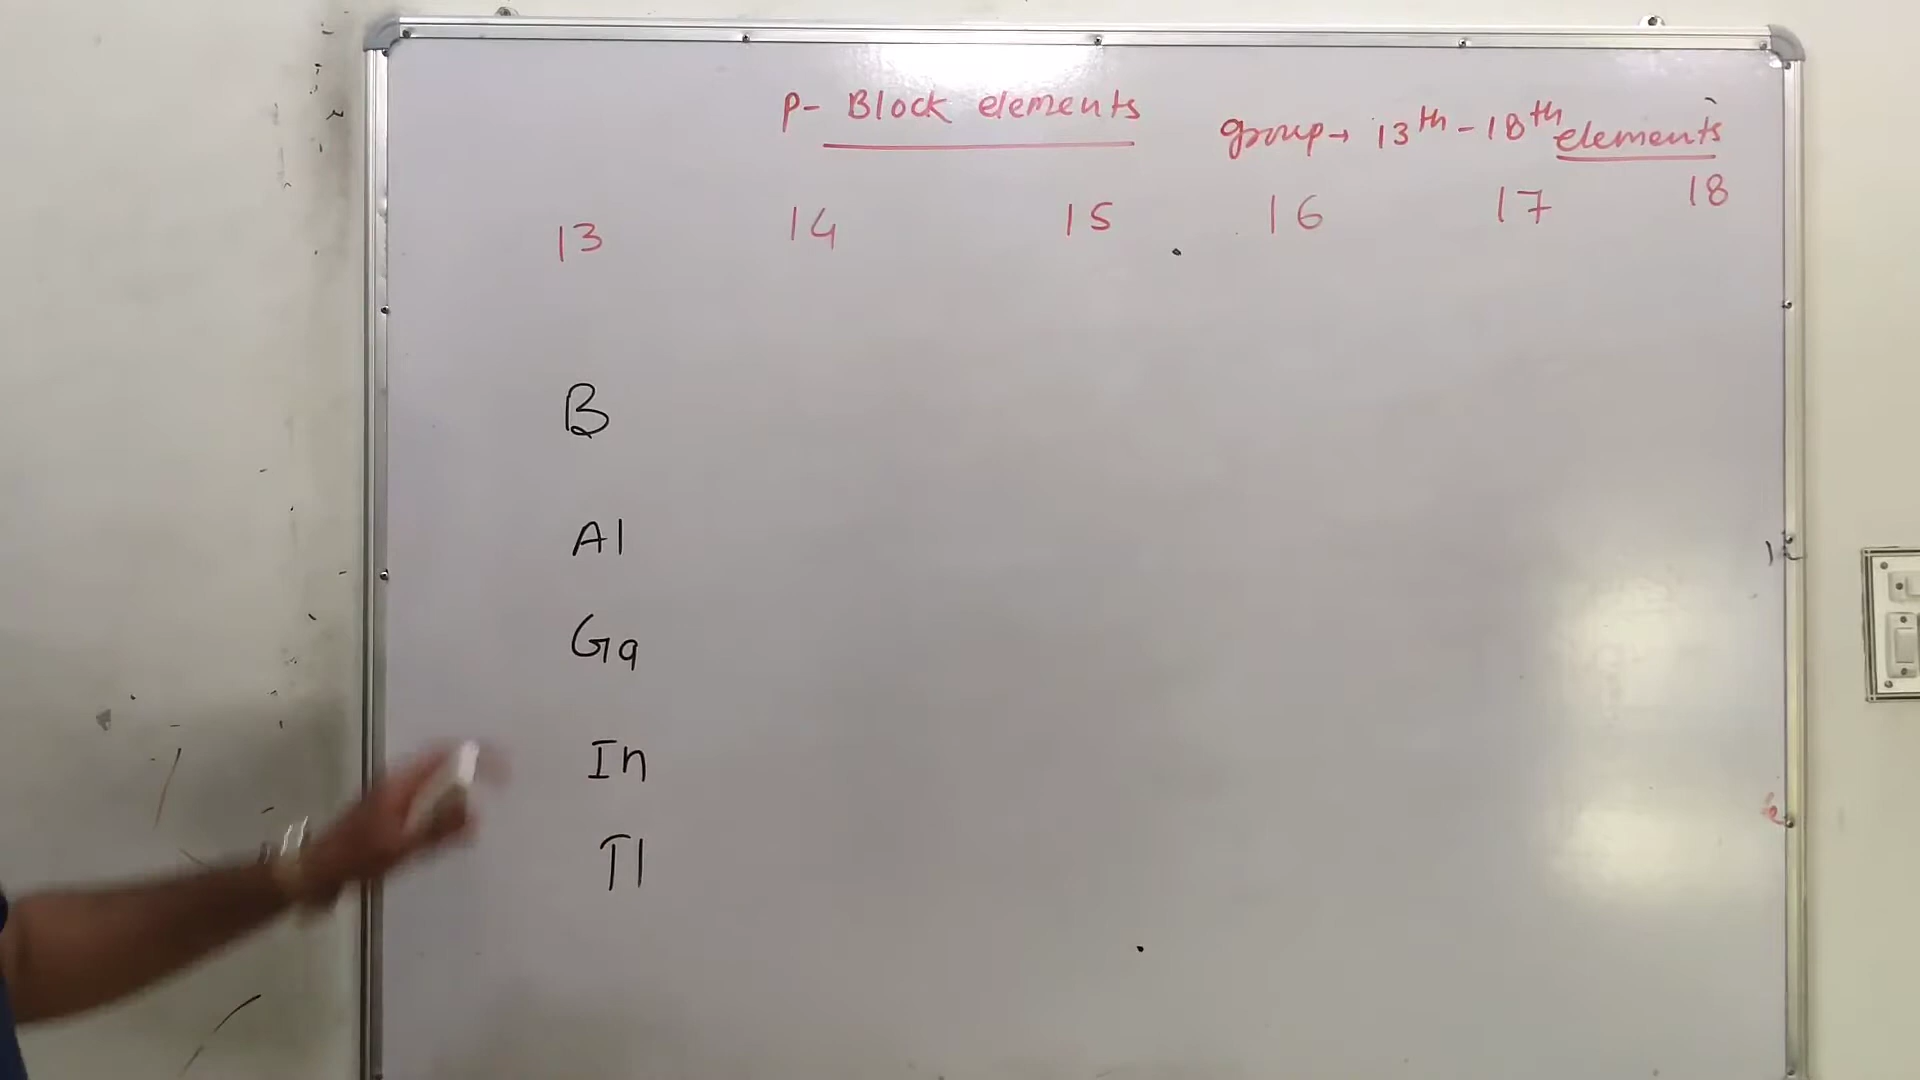 p- Block elements
group→ 13th - 18th elements
13 14 15 16 17 18
B
Al
Ga
In
Tl